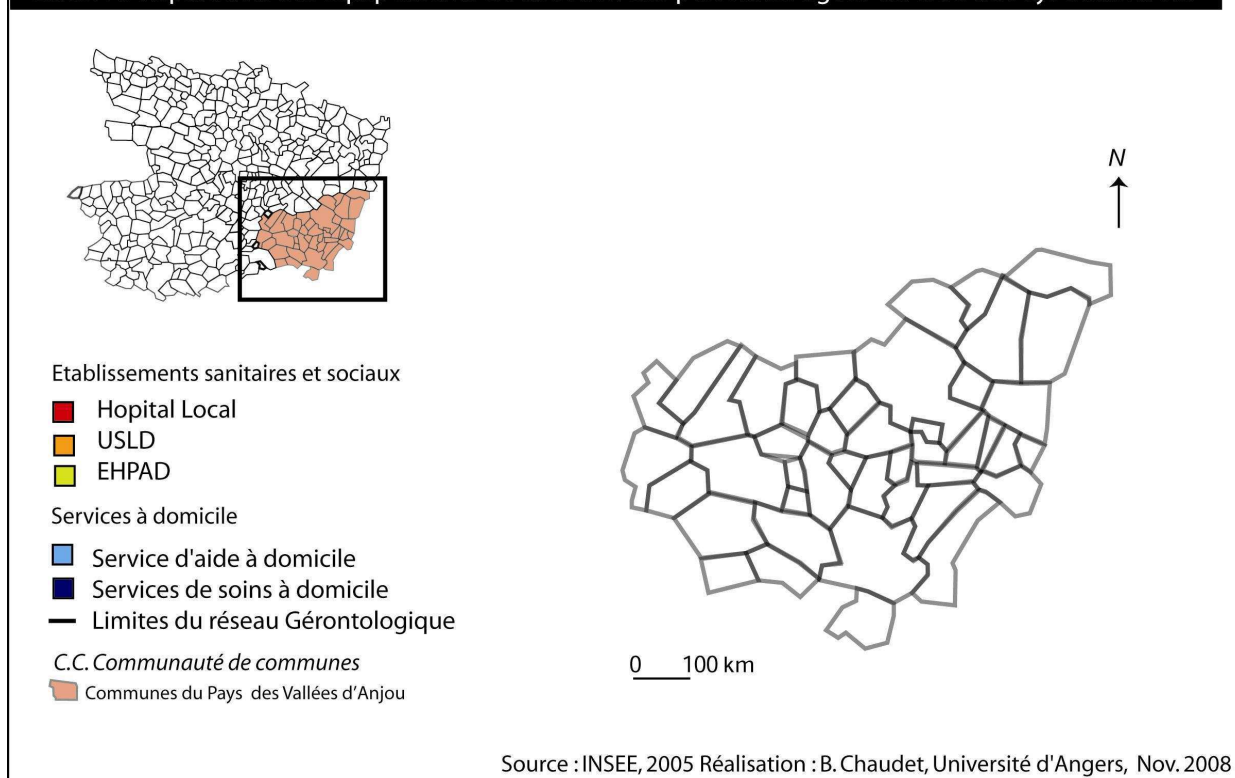 N
Etablissements sanitaires et sociaux
Hopital Local
USLD
EHPAD
Services à domicile
Service d'aide à domicile
Services de soins à domicile
Limites du réseau Gérontologique
C.C. Communauté de communes
Communes du Pays des Vallées d'Anjou
0 100 km
Source : INSEE, 2005 Réalisation : B. Chaudet, Université d'Angers, Nov. 2008